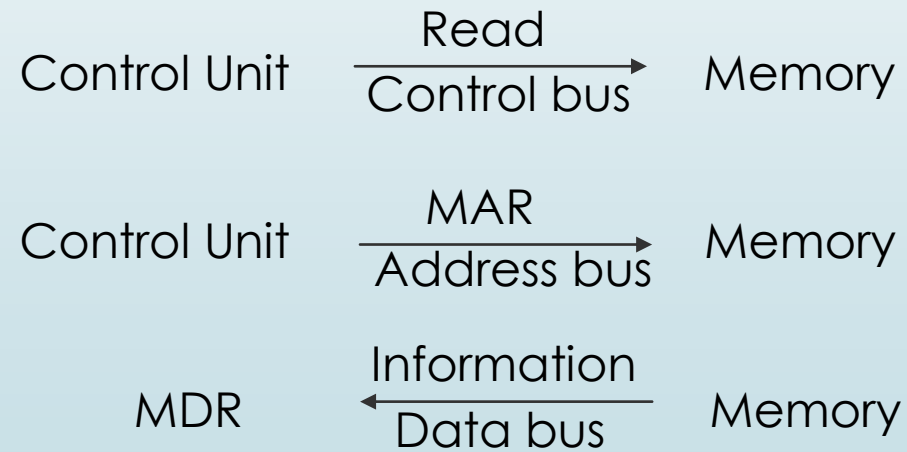 Read
Control Unit Memory
Control bus
MAR
Control Unit Memory
Address bus
Information
MDR Memory
Data bus